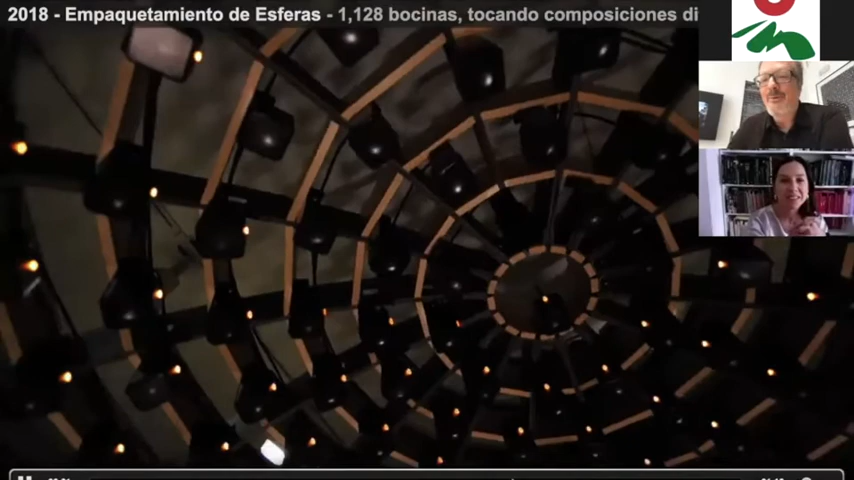 2018 - Empaquetamiento de Esferas - 1,128 bocinas, tocando composiciones di